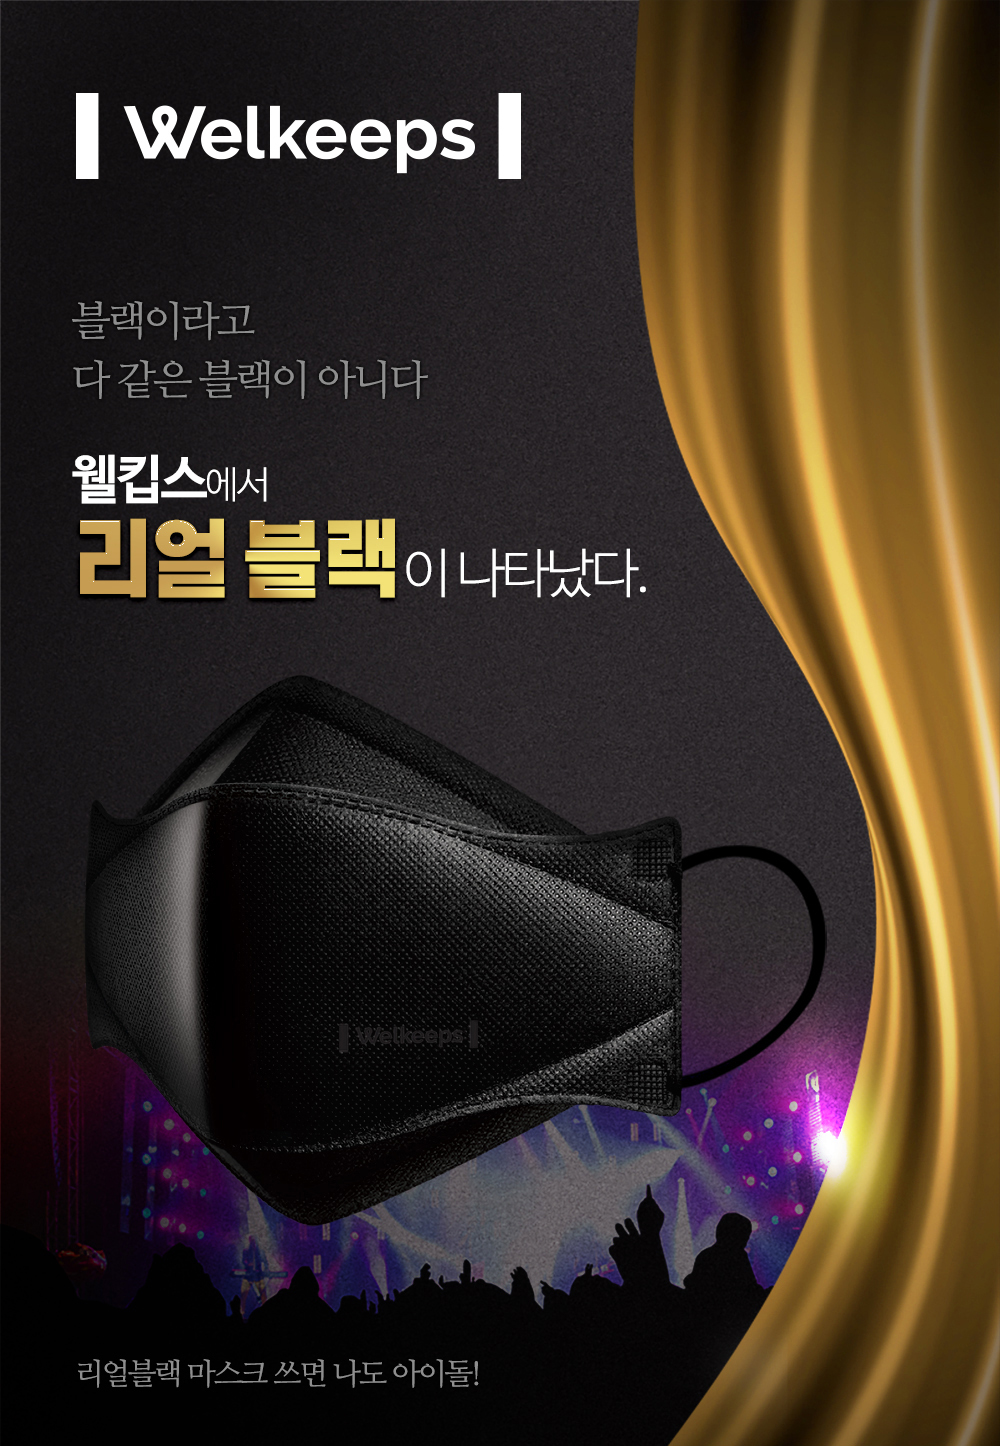 Welkeeps
블랙이라고
다 같은 블랙이 아니다
웰킵스에서
리얼 블랙이 나타났다.
Welkeeps
리얼블랙 마스크 쓰면 나도 아이돌!